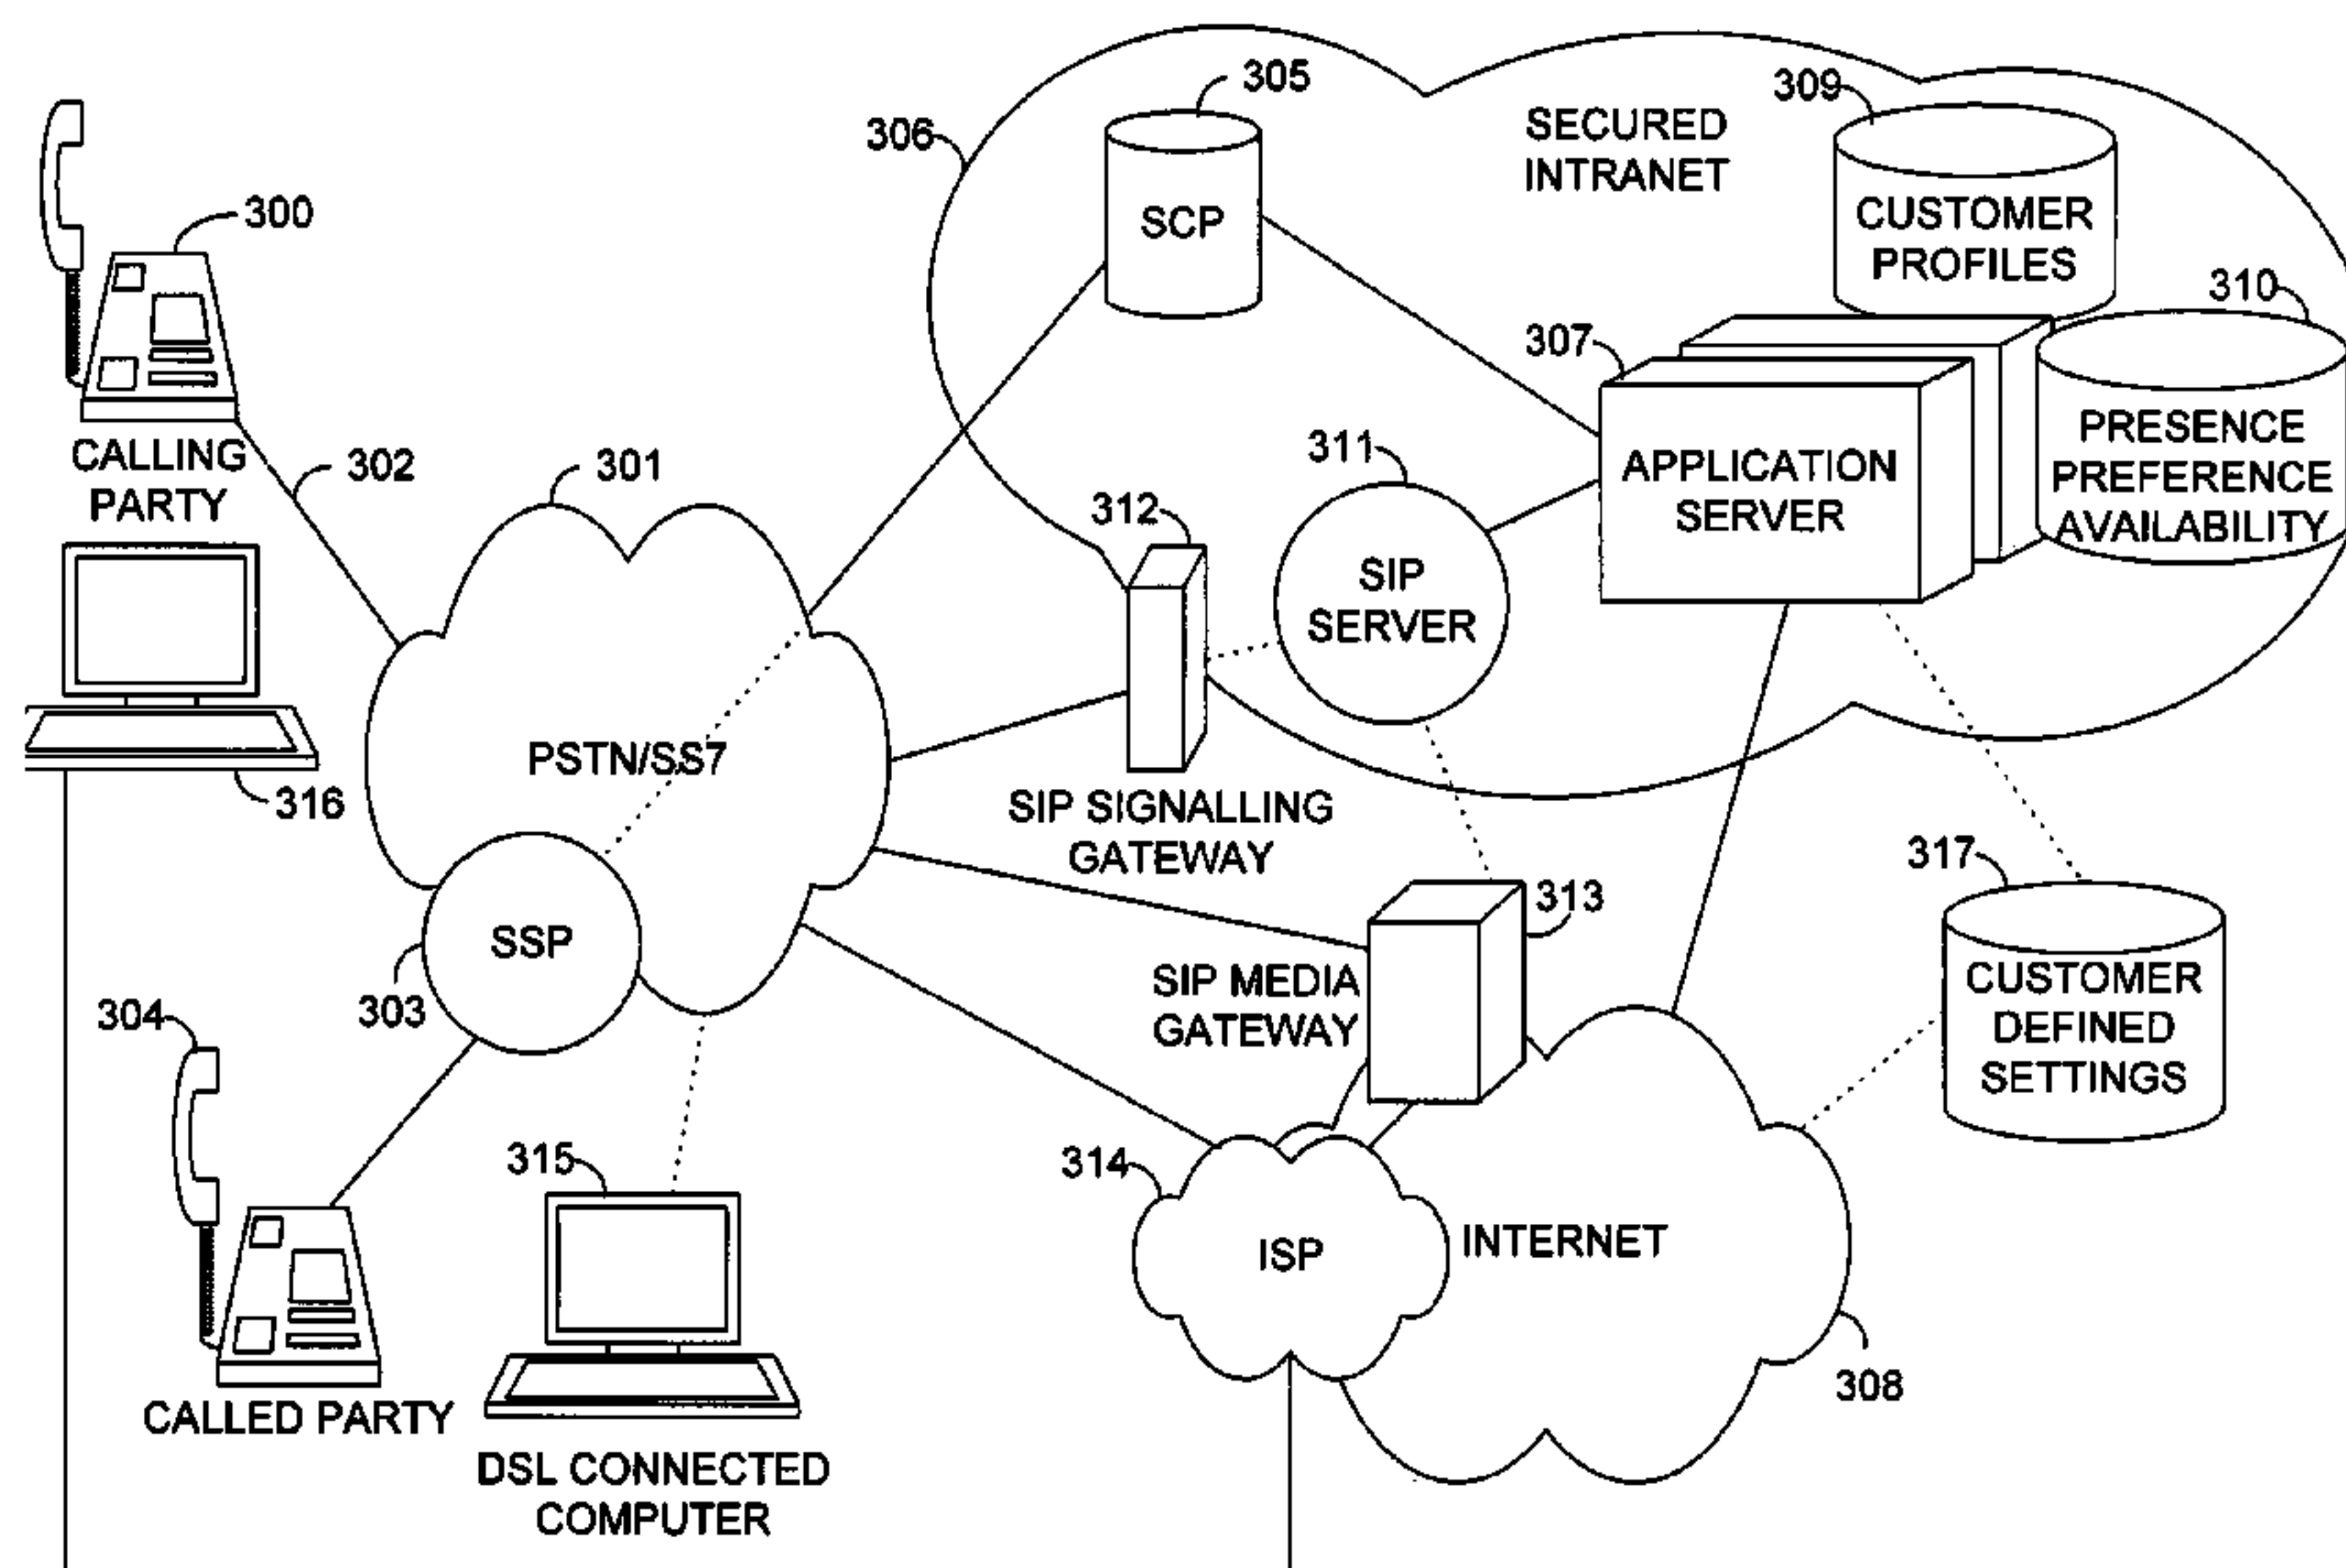 305
309
306
SECURED
INTRANET
300
SCP
CUSTOMER
PROFILES
310
307
CALLING
PARTY
302
301
311
PRESENCE
PREFERENCE
AVAILABILITY
APPLICATION
SERVER
312
SIP
SERVER
PSTN/SS7
316
SIP SIGNALLING
GATEWAY
317
313
SSP
303
304
SIP MEDIA
GATEWAY
CUSTOMER
DEFINED
SETTINGS
315
314
ISP
INTERNET
308
CALLED PARTY
DSL CONNECTED
COMPUTER